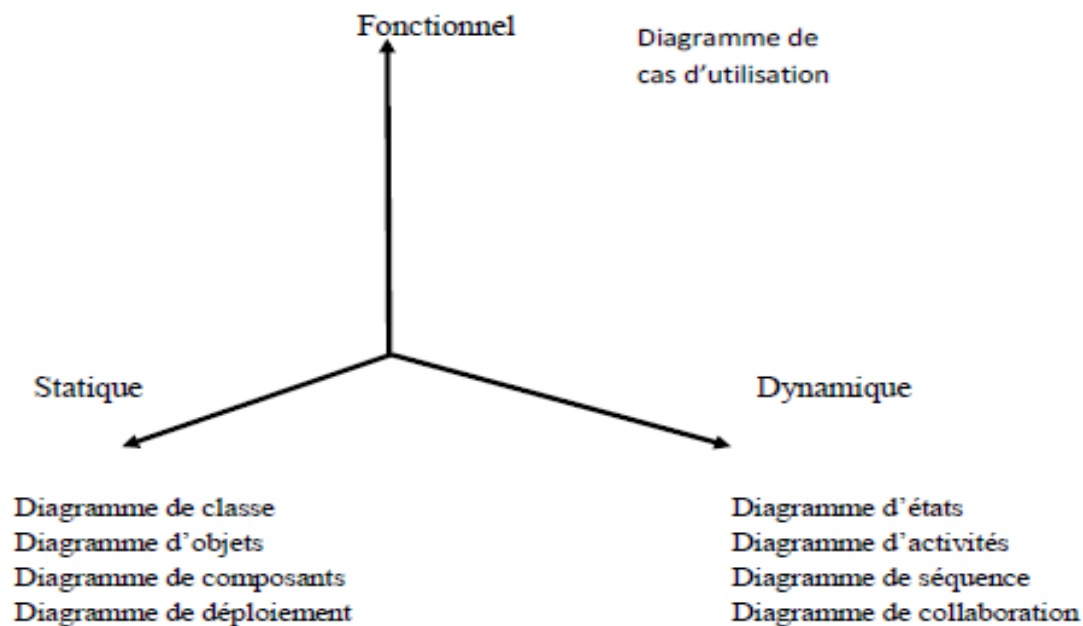 Fonctionnel
Diagramme de
cas d’utilisation
Statique
Dynamique
Diagramme de classe
Diagramme d’objets
Diagramme de composants
Diagramme de déploiement
Diagramme d’états
Diagramme d’activités
Diagramme de séquence
Diagramme de collaboration